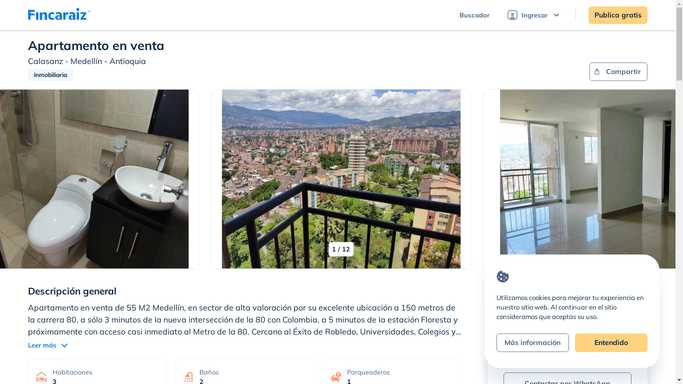 Fincaraiz
Buscador
Ingresar
Publica gratis
Apartamento en venta
Calasanz - Medellín - Antioquia
Inmobiliaria
Compartir
1 / 12
Descripción general
Apartamento en venta de 55 M2 Medellín, en sector de alta valoración por su excelente ubicación a 150 metros de
la carrera 80, a sólo 3 minutos de la nueva intersección de la 80 con Colombia, a 5 minutos de la estación Floresta y
próximamente con acceso casi inmediato al Metro de la 80. Cercano al Éxito de Robledo, Universidades, Colegios y...
Leer más
Habitaciones
3
Baños
2
Parqueaderos
1
Utilizamos cookies para mejorar tu experiencia en
nuestro sitio web. Al continuar en el sitio
consideramos que aceptas su uso.
Más información
Entendido
Contactar por WhatsApp